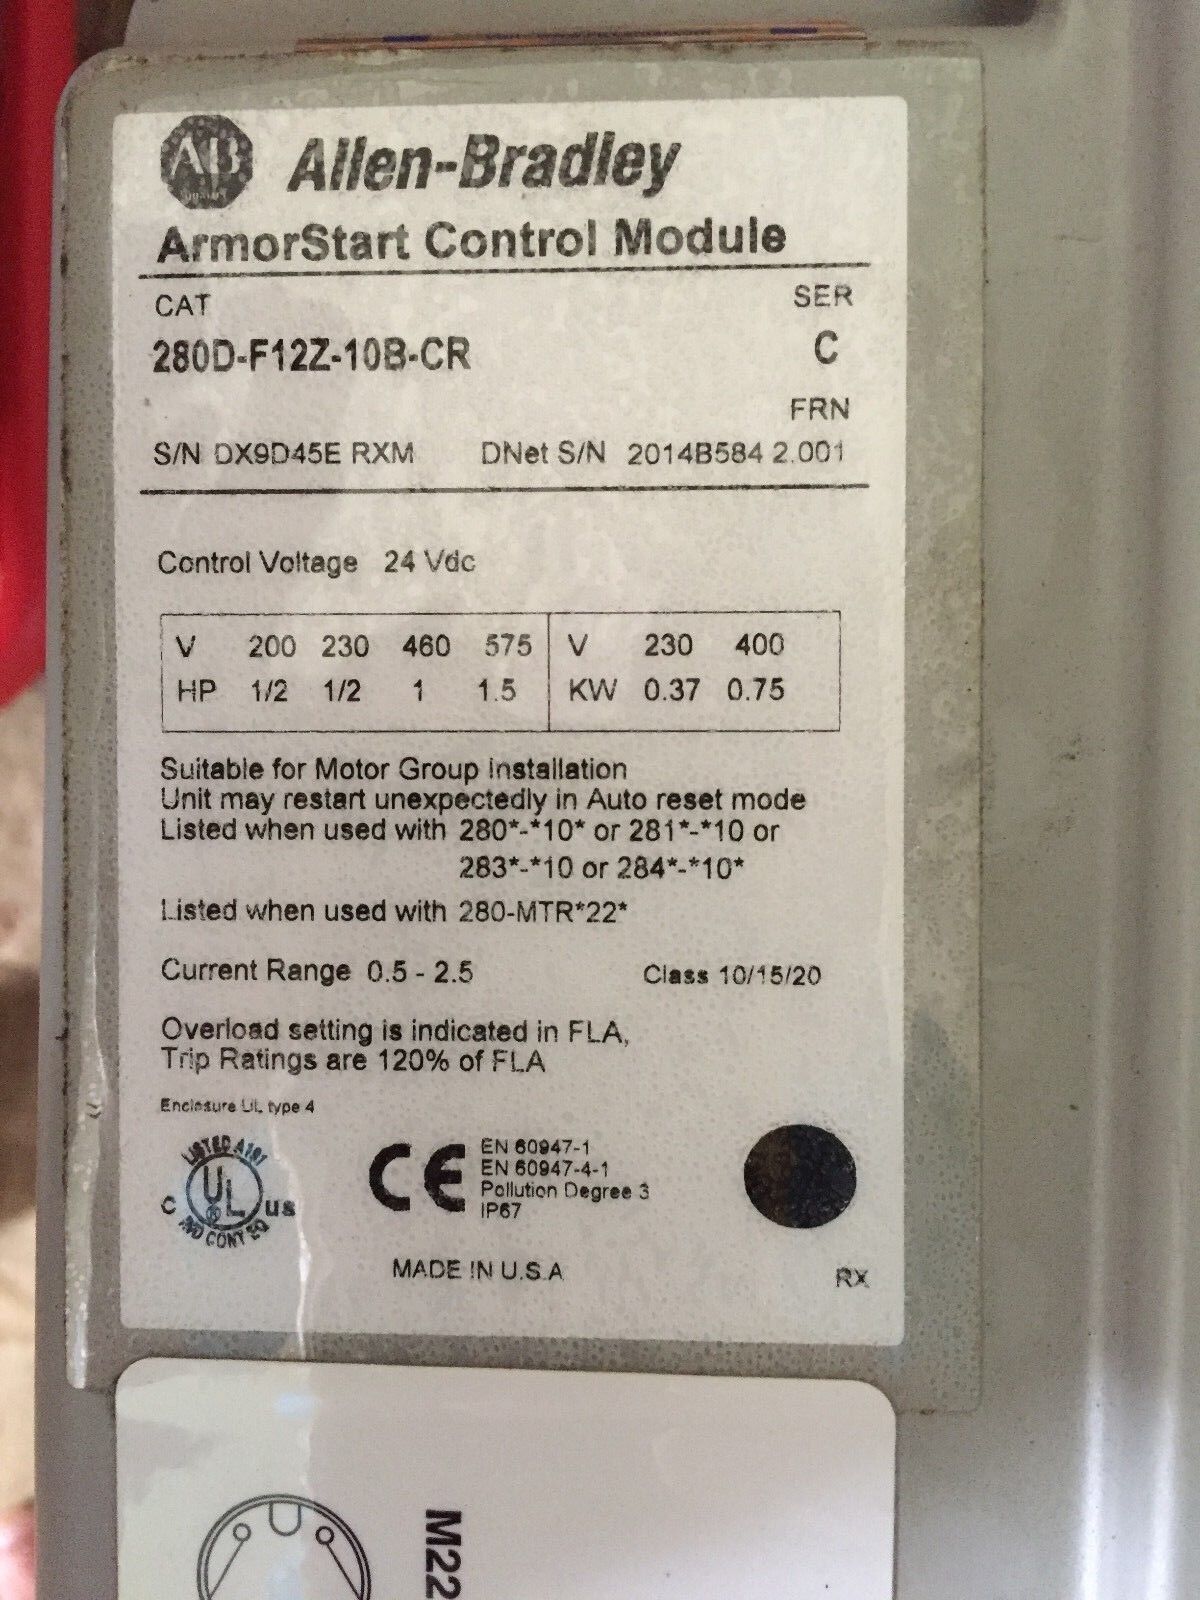 AB
Allen-Bradley
ArmorStart Control Module
CAT SER
280D-F12Z-10B-CR C
FRN
S/N DX9D45E RXM DNet S/N 2014B584 2.001
Control Voltage 24 Vdc
V 200 230 460 575 V 230 400
HP 1/2 1/2 1 1.5 KW 0.37 0.75
Suitable for Motor Group Installation
Unit may restart unexpectedly in Auto reset mode
Listed when used with 280*-*10* or 281*-*10 or
283*-*10 or 284*-*10*
Listed when used with 280-MTR*22*
Current Range 0.5 - 2.5 Class 10/15/20
Overload setting is indicated in FLA,
Trip Ratings are 120% of FLA
Enclosure UL type 4
LISTED A191
C UL ® US
IND CONT EQ
CE
EN 60947-1
EN 60947-4-1
Pollution Degree 3
IP67
MADE IN U.S.A
RX
M22